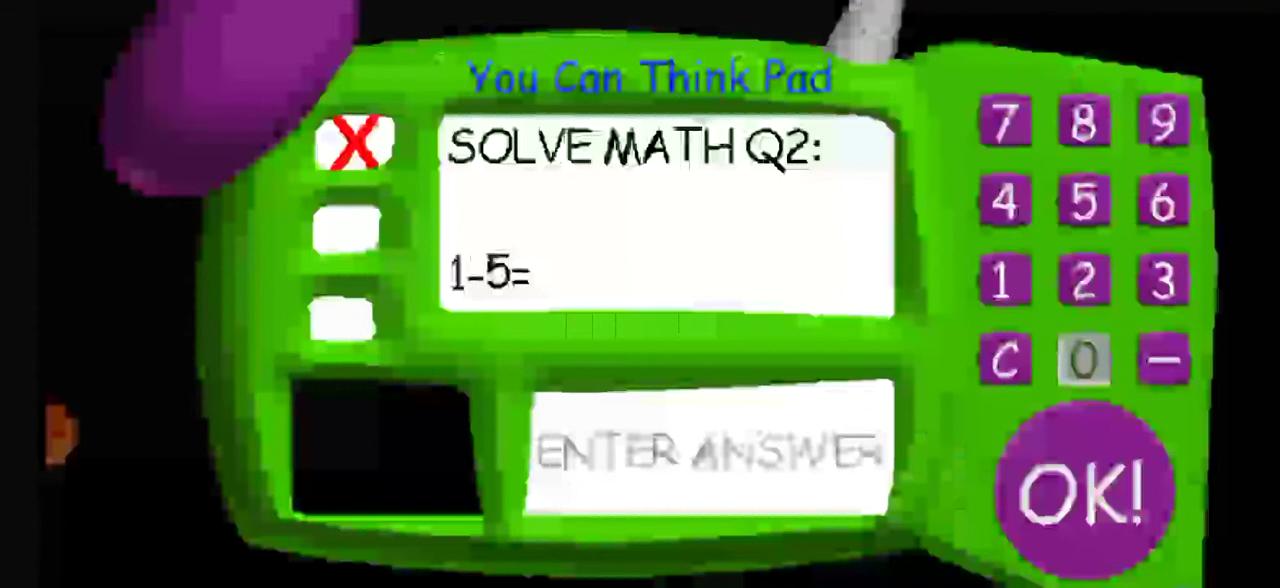 You Can Think Pad
X
SOLVE MATH Q2:
1-5=
ENTER ANSWER
7 8 9
4 5 6
1 2 3
C 0 -
OK!